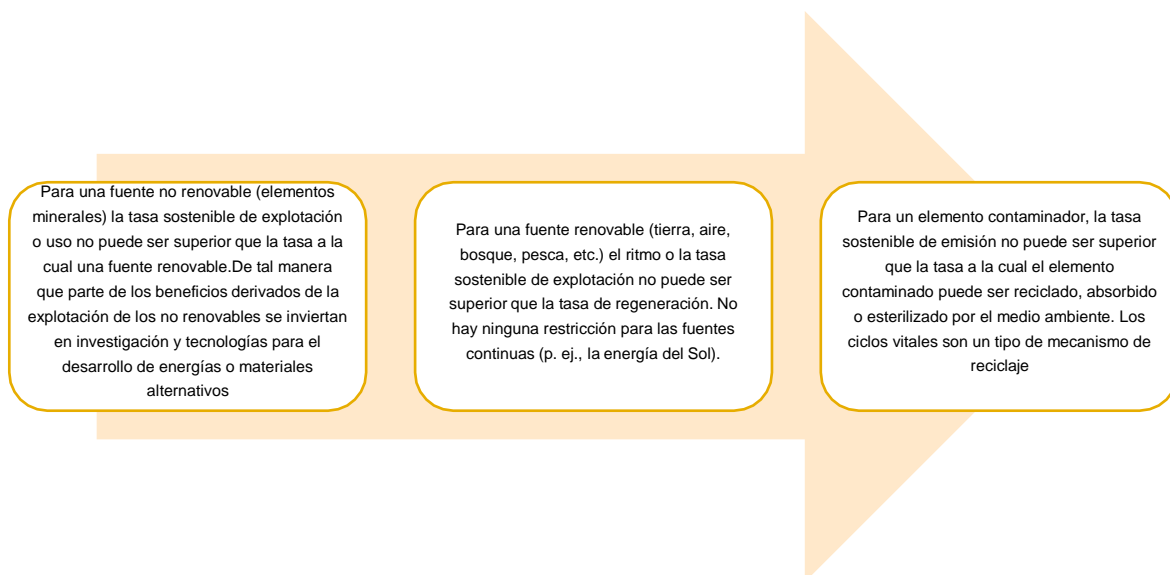 Para una fuente no renovable (elementos
minerales) la tasa sostenible de explotación
o uso no puede ser superior que la tasa a la
cual una fuente renovable.De tal manera
que parte de los beneficios derivados de la
explotación de los no renovables se inviertan
en investigación y tecnologías para el
desarrollo de energías o materiales
alternativos
Para una fuente renovable (tierra, aire,
bosque, pesca, etc.) el ritmo o la tasa
sostenible de explotación no puede ser
superior que la tasa de regeneración. No
hay ninguna restricción para las fuentes
continuas (p. ej., la energía del Sol).
Para un elemento contaminador, la tasa
sostenible de emisión no puede ser superior
que la tasa a la cual el elemento
contaminado puede ser reciclado, absorbido
o esterilizado por el medio ambiente. Los
ciclos vitales son un tipo de mecanismo de
reciclaje